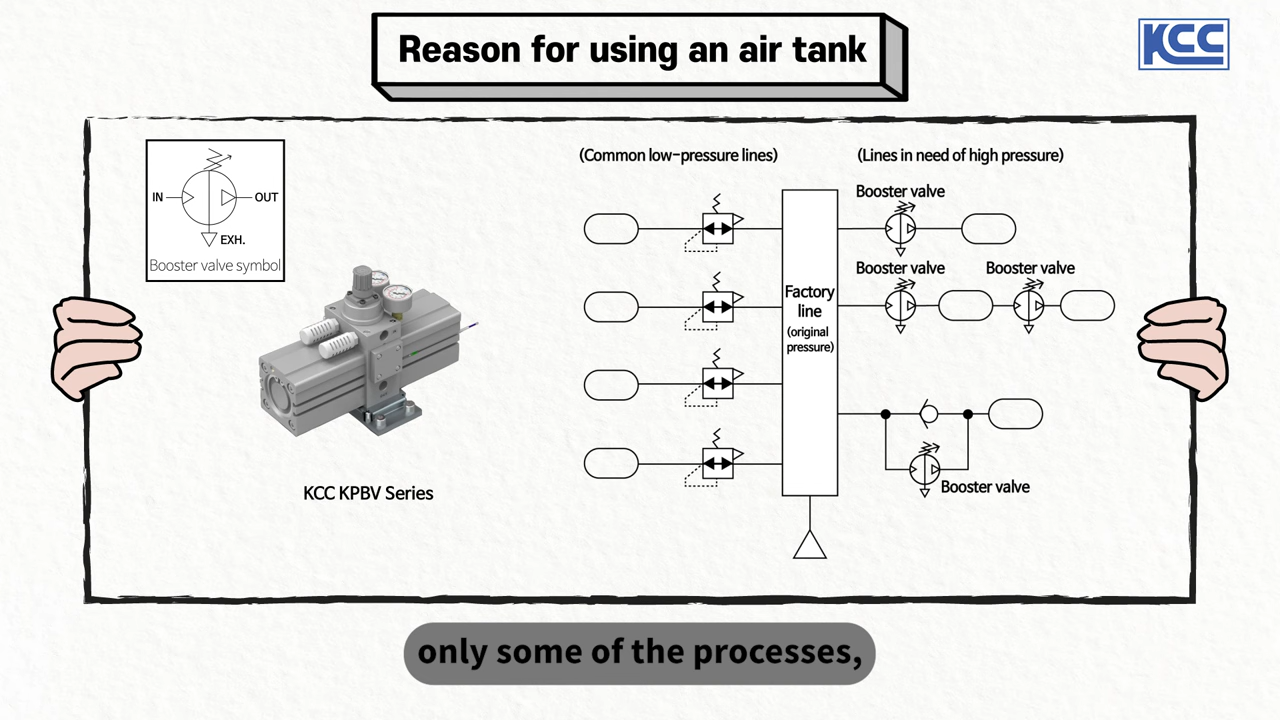 Reason for using an air tank
KCC
IN
OUT
EXH.
Booster valve symbol
KCC KPBV Series
(Common low-pressure lines)
(Lines in need of high pressure)
Booster valve
Booster valve
Booster valve
Factory
line
(original
pressure)
Booster valve
only some of the processes,